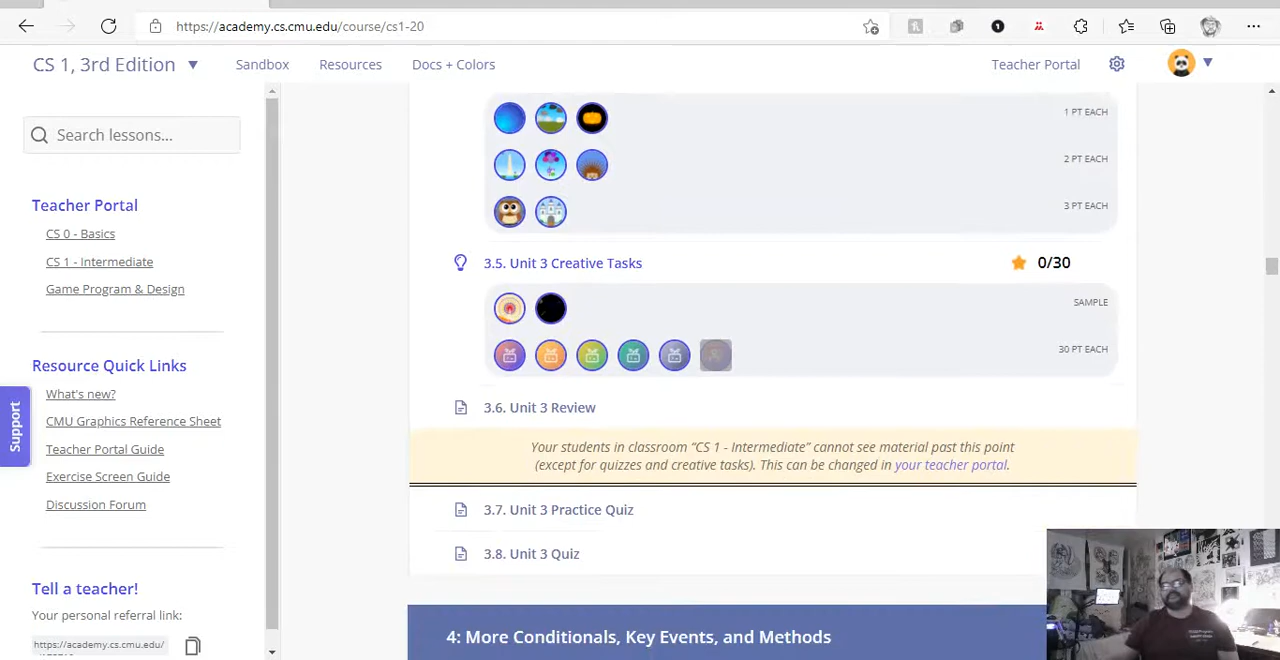 https://academy.cs.cmu.edu/course/cs1-20
CS 1, 3rd Edition
Sandbox
Resources
Docs + Colors
Teacher Portal
Search lessons...
Teacher Portal
CS 0 - Basics
CS 1 - Intermediate
Game Program & Design
Resource Quick Links
What's new?
CMU Graphics Reference Sheet
Teacher Portal Guide
Exercise Screen Guide
Discussion Forum
Tell a teacher!
Your personal referral link:
https://academy.cs.cmu.edu/
Support
1 PT EACH
2 PT EACH
3 PT EACH
3.5. Unit 3 Creative Tasks
0/30
SAMPLE
30 PT EACH
3.6. Unit 3 Review
Your students in classroom “CS 1 - Intermediate” cannot see material past this point
(except for quizzes and creative tasks). This can be changed in your teacher portal.
3.7. Unit 3 Practice Quiz
3.8. Unit 3 Quiz
4: More Conditionals, Key Events, and Methods